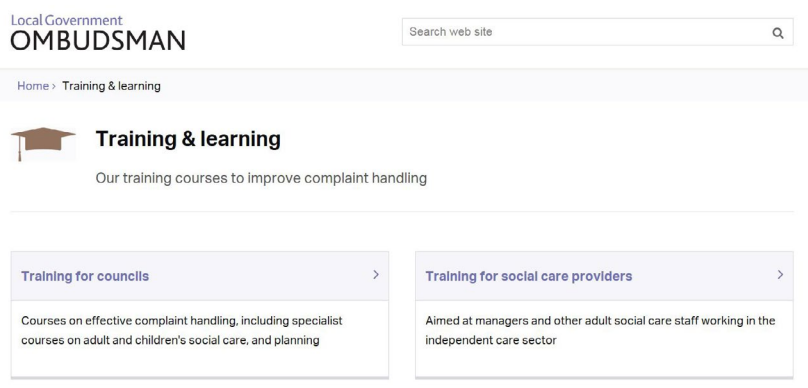 Local Government
OMBUDSMAN
Search web site
Home › Training & learning
Training & learning
Our training courses to improve complaint handling
Training for councils
Courses on effective complaint handling, including specialist
courses on adult and children's social care, and planning
Training for social care providers
Aimed at managers and other adult social care staff working in the
independent care sector